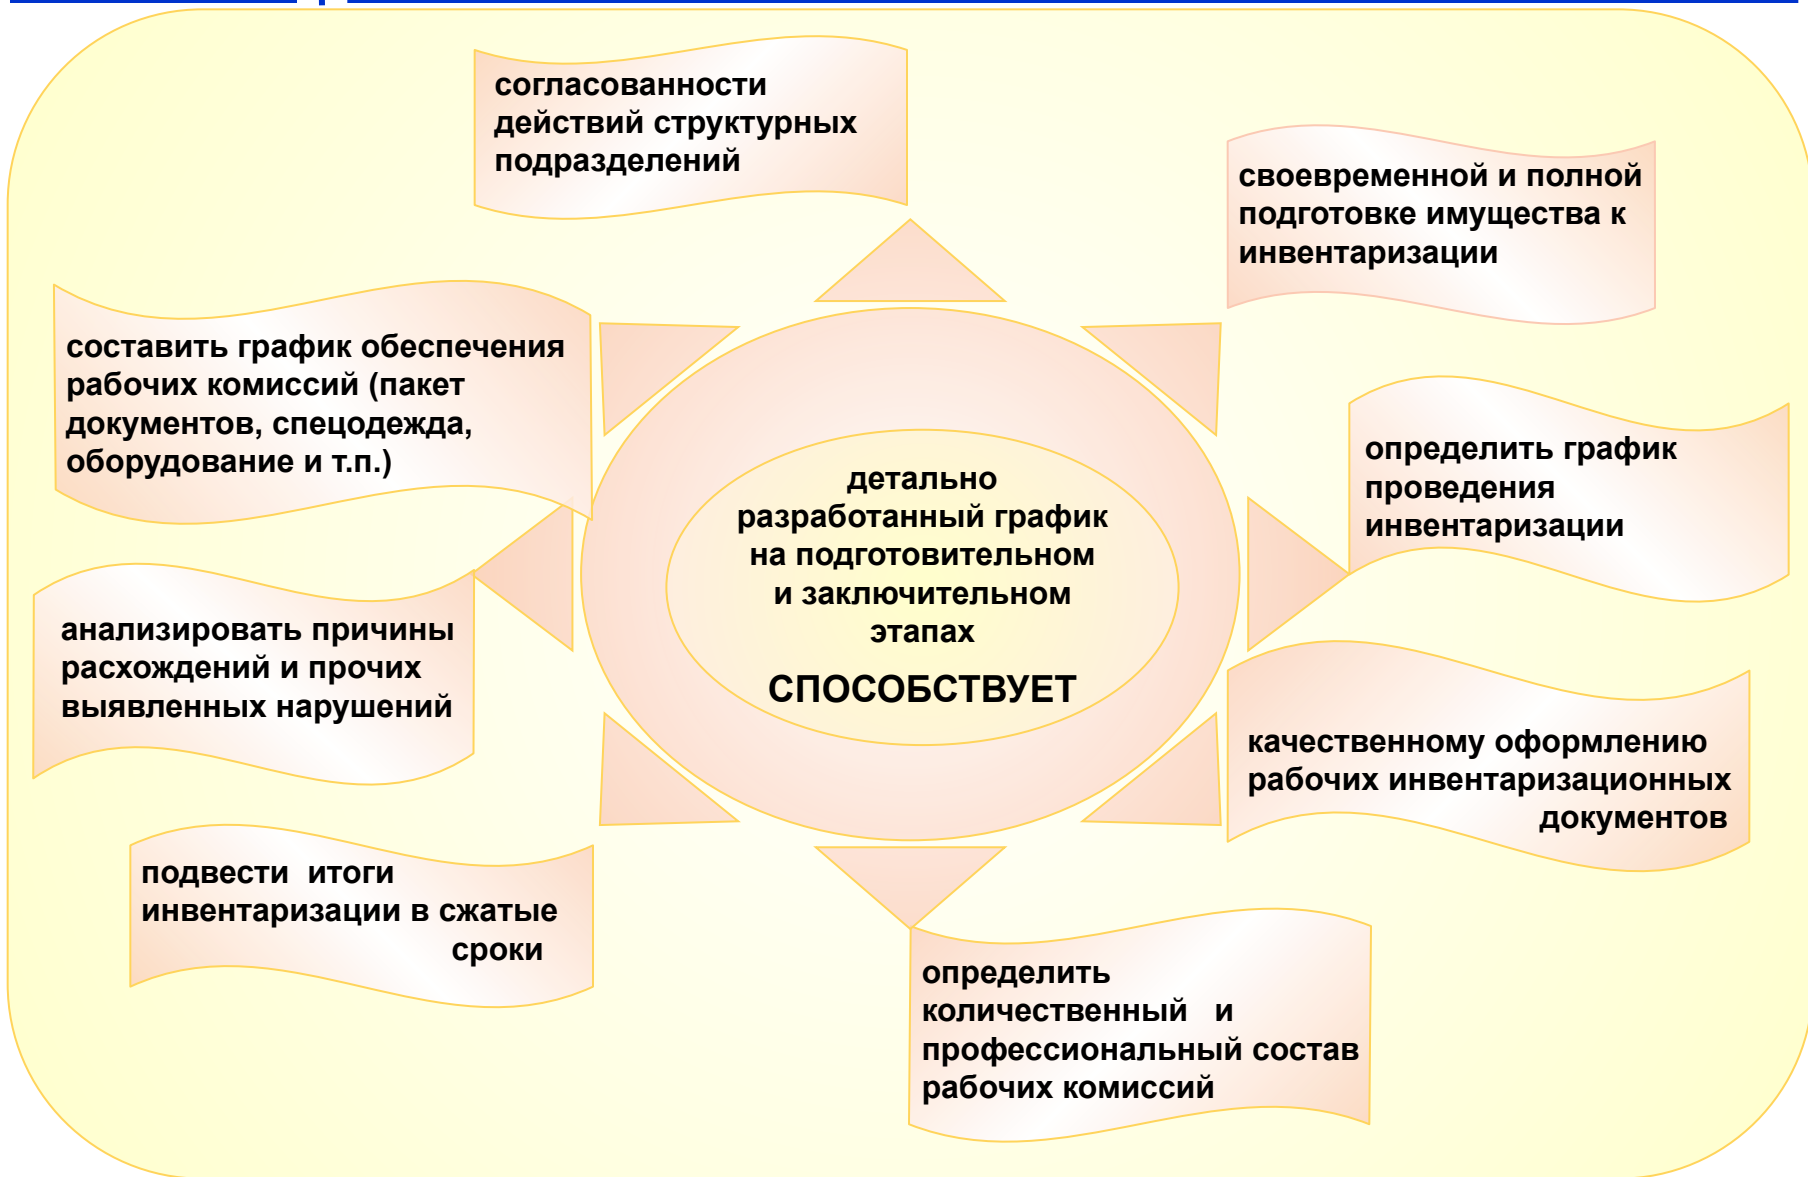 согласованности
действий структурных
подразделений
своевременной и полной
подготовке имущества к
инвентаризации
составить график обеспечения
рабочих комиссий (пакет
документов, спецодежда,
оборудование и т.п.)
определить график
проведения
инвентаризации
детально
разработанный график
на подготовительном
и заключительном
этапах
СПОСОБСТВУЕТ
анализировать причины
расхождений и прочих
выявленных нарушений
качественному оформлению
рабочих инвентаризационных
документов
подвести итоги
инвентаризации в сжатые
сроки
определить
количественный и
профессиональный состав
рабочих комиссий